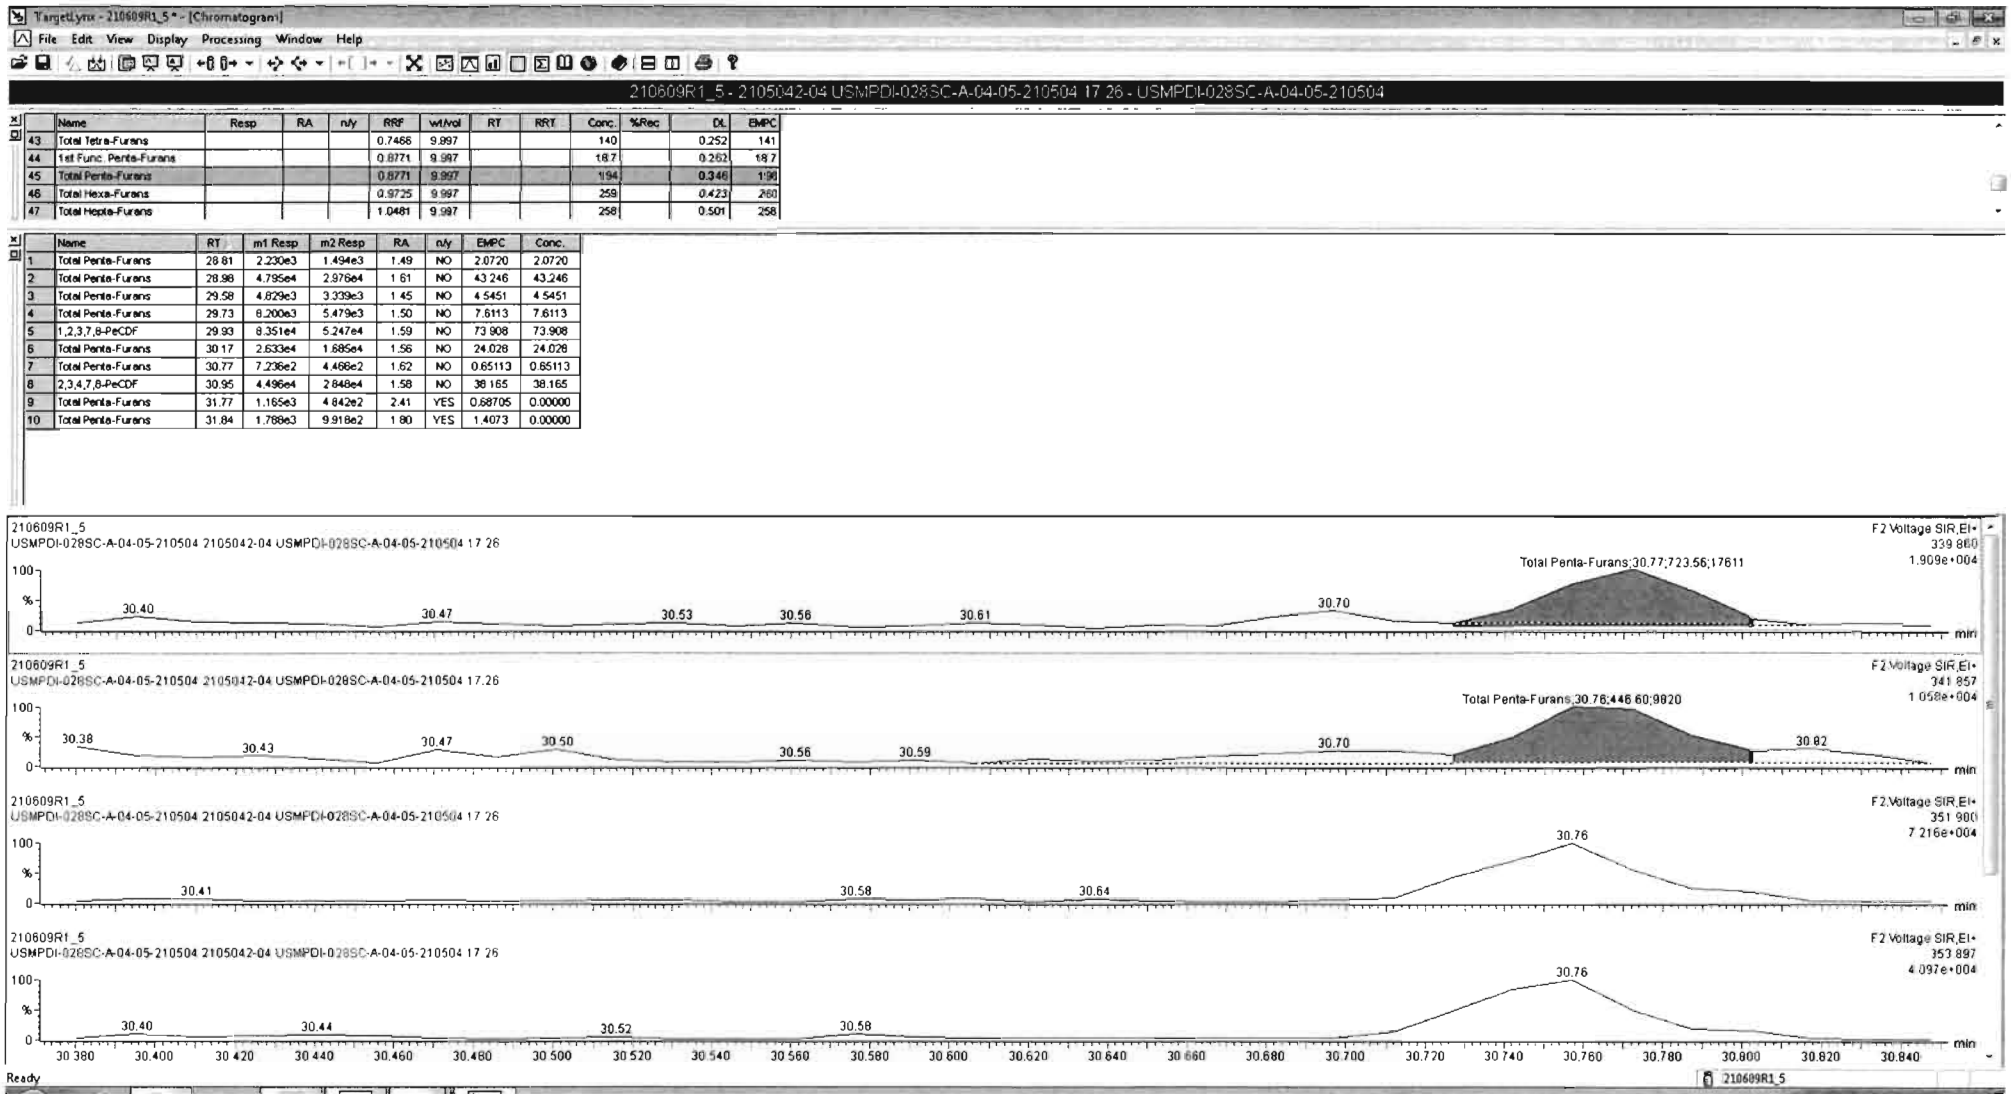 TargetLynx - 210609R1_5 * - [Chromatogram]
File Edit View Display Processing Window Help
210609R1_5 - 2105042-04 USMPDI-028SC-A-04-05-210504 17 26 - USMPDI-028SC-A-04-05-210504
Name Resp RA n/y RRF wt/vol RT RRT Conc. %Rec DL EMPC
43 Total Tetra-Furans 0.7466 9.997 140 0.252 141
44 1st Func. Penta-Furans 0.8771 9.997 18.7 0.262 18.7
45 Total Penta-Furans 0.8771 9.997 194 0.346 196
46 Total Hexa-Furans 0.9725 9.997 259 0.423 260
47 Total Hepta-Furans 1.0481 9.997 258 0.501 258
Name RT m1 Resp m2 Resp RA n/y EMPC Conc.
1 Total Penta-Furans 28.81 2.230e3 1.494e3 1.49 NO 2.0720 2.0720
2 Total Penta-Furans 28.98 4.795e4 2.976e4 1.61 NO 43.246 43.246
3 Total Penta-Furans 29.58 4.829e3 3.339e3 1.45 NO 4.5451 4.5451
4 Total Penta-Furans 29.73 8.200e3 5.479e3 1.50 NO 7.6113 7.6113
5 1,2,3,7,8-PeCDF 29.93 8.351e4 5.247e4 1.59 NO 73.908 73.908
6 Total Penta-Furans 30.17 2.633e4 1.685e4 1.56 NO 24.028 24.028
7 Total Penta-Furans 30.77 7.236e2 4.466e2 1.62 NO 0.65113 0.65113
8 2,3,4,7,8-PeCDF 30.95 4.496e4 2.848e4 1.58 NO 38.165 38.165
9 Total Penta-Furans 31.77 1.165e3 4.842e2 2.41 YES 0.68705 0.00000
10 Total Penta-Furans 31.84 1.788e3 9.918e2 1.80 YES 1.4073 0.00000
210609R1_5 F2 Voltage SIR,EI+
USMPDI-028SC-A-04-05-210504 2105042-04 USMPDI-028SC-A-04-05-210504 17 26 339.860
1.909e+004
Total Penta-Furans;30.77;723.56;17611
100
%
0
30.40 30.47 30.53 30.56 30.61 30.70
min
210609R1_5 F2 Voltage SIR,EI+
USMPDI-028SC-A-04-05-210504 2105042-04 USMPDI-028SC-A-04-05-210504 17.26 341.857
1.058e+004
Total Penta-Furans;30.76;446.60;9820
100
%
0
30.38 30.43 30.47 30.50 30.56 30.59 30.70 30.82
min
210609R1_5 F2 Voltage SIR,EI+
USMPDI-028SC-A-04-05-210504 2105042-04 USMPDI-028SC-A-04-05-210504 17 26 351.900
7.216e+004
100
%
0
30.41 30.58 30.64 30.76
min
210609R1_5 F2 Voltage SIR,EI+
USMPDI-028SC-A-04-05-210504 2105042-04 USMPDI-028SC-A-04-05-210504 17 26 353.897
4.097e+004
100
%
0
30.40 30.44 30.52 30.58 30.76
min
30.380 30.400 30.420 30.440 30.460 30.480 30.500 30.520 30.540 30.560 30.580 30.600 30.620 30.640 30.660 30.680 30.700 30.720 30.740 30.760 30.780 30.800 30.820 30.840
Ready
210609R1_5